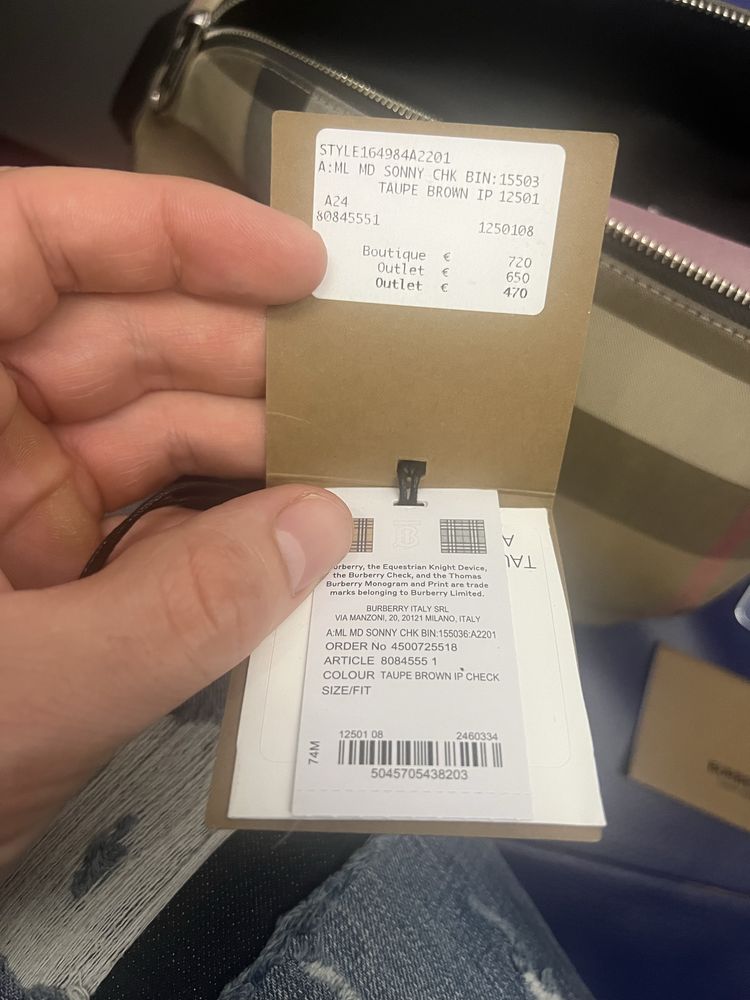 STYLE164984A2201
A:ML MD SONNY CHK BIN:15503
TAUPE BROWN IP 12501
A24
80845551 1250108
Boutique € 720
Outlet € 650
Outlet € 470
Burberry, the Equestrian Knight Device,
the Burberry Check, and the Thomas
Burberry Monogram and Print are trade
marks belonging to Burberry Limited.
BURBERRY ITALY SRL
VIA MANZONI, 20, 20121 MILANO, ITALY
A:ML MD SONNY CHK BIN:155036:A2201
ORDER No 4500725518
ARTICLE 8084555 1
COLOUR TAUPE BROWN IP CHECK
SIZE/FIT
12501 08 2460334
74M
5045705438203